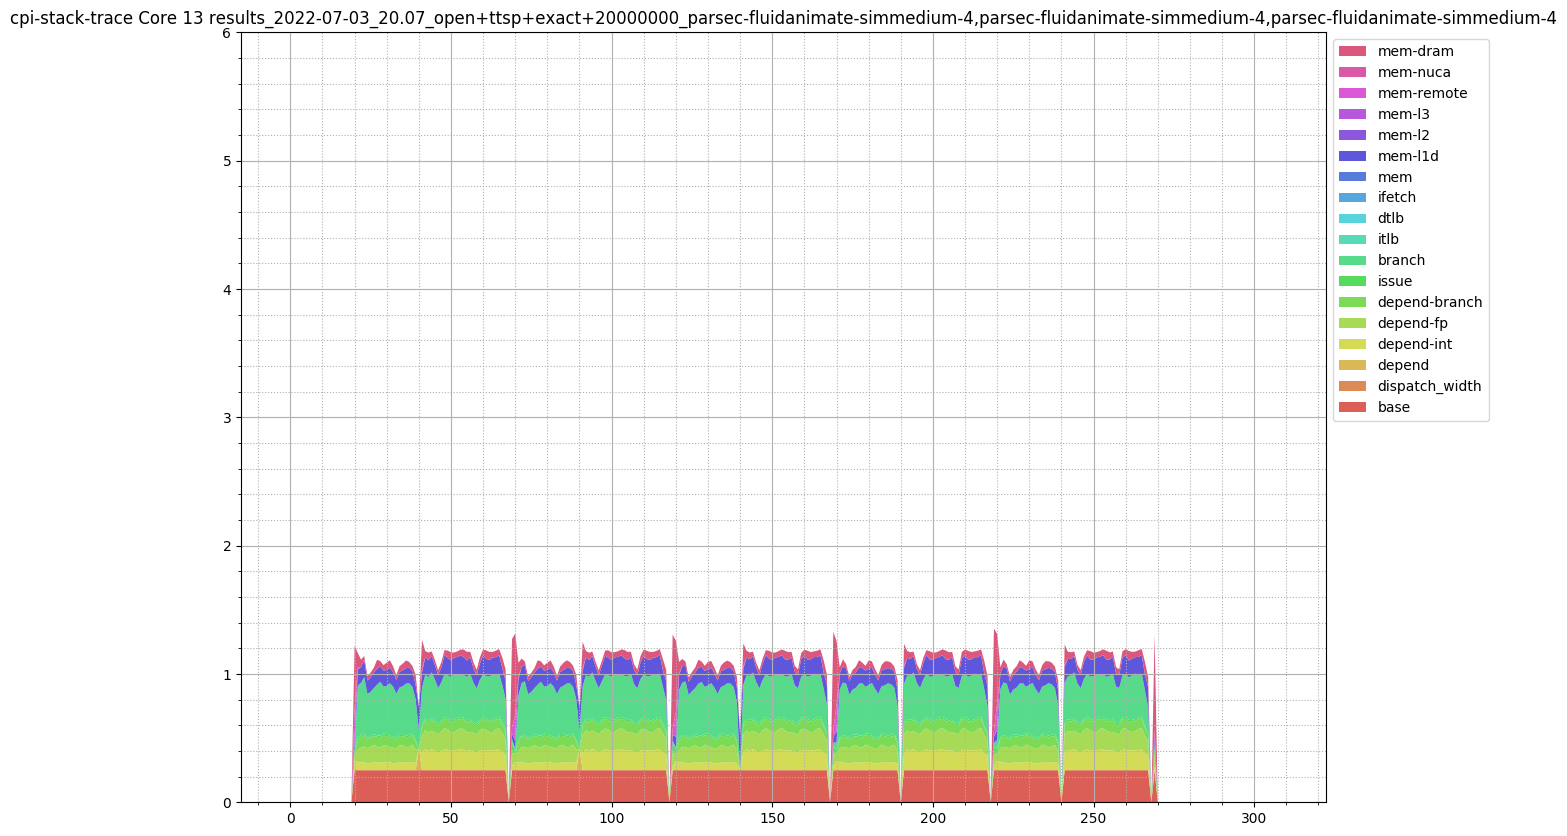 cpi-stack-trace Core 13 results_2022-07-03_20.07_open+ttsp+exact+20000000_parsec-fluidanimate-simmedium-4,parsec-fluidanimate-simmedium-4,parsec-fluidanimate-simmedium-4
6
5
4
3
2
1
0
0 50 100 150 200 250 300
mem-dram
mem-nuca
mem-remote
mem-l3
mem-l2
mem-l1d
mem
ifetch
dtlb
itlb
branch
issue
depend-branch
depend-fp
depend-int
depend
dispatch_width
base